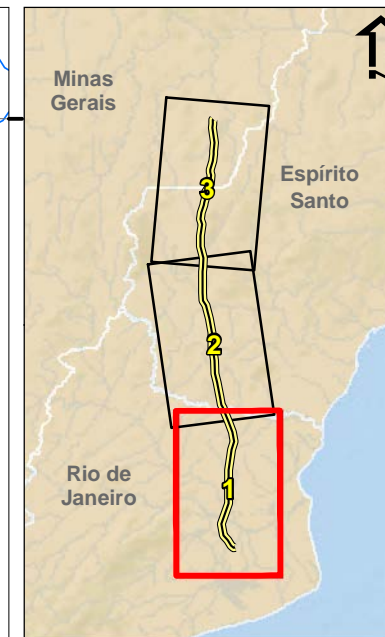 Minas
Gerais
Espírito
Santo
3
2
Rio de
Janeiro
1